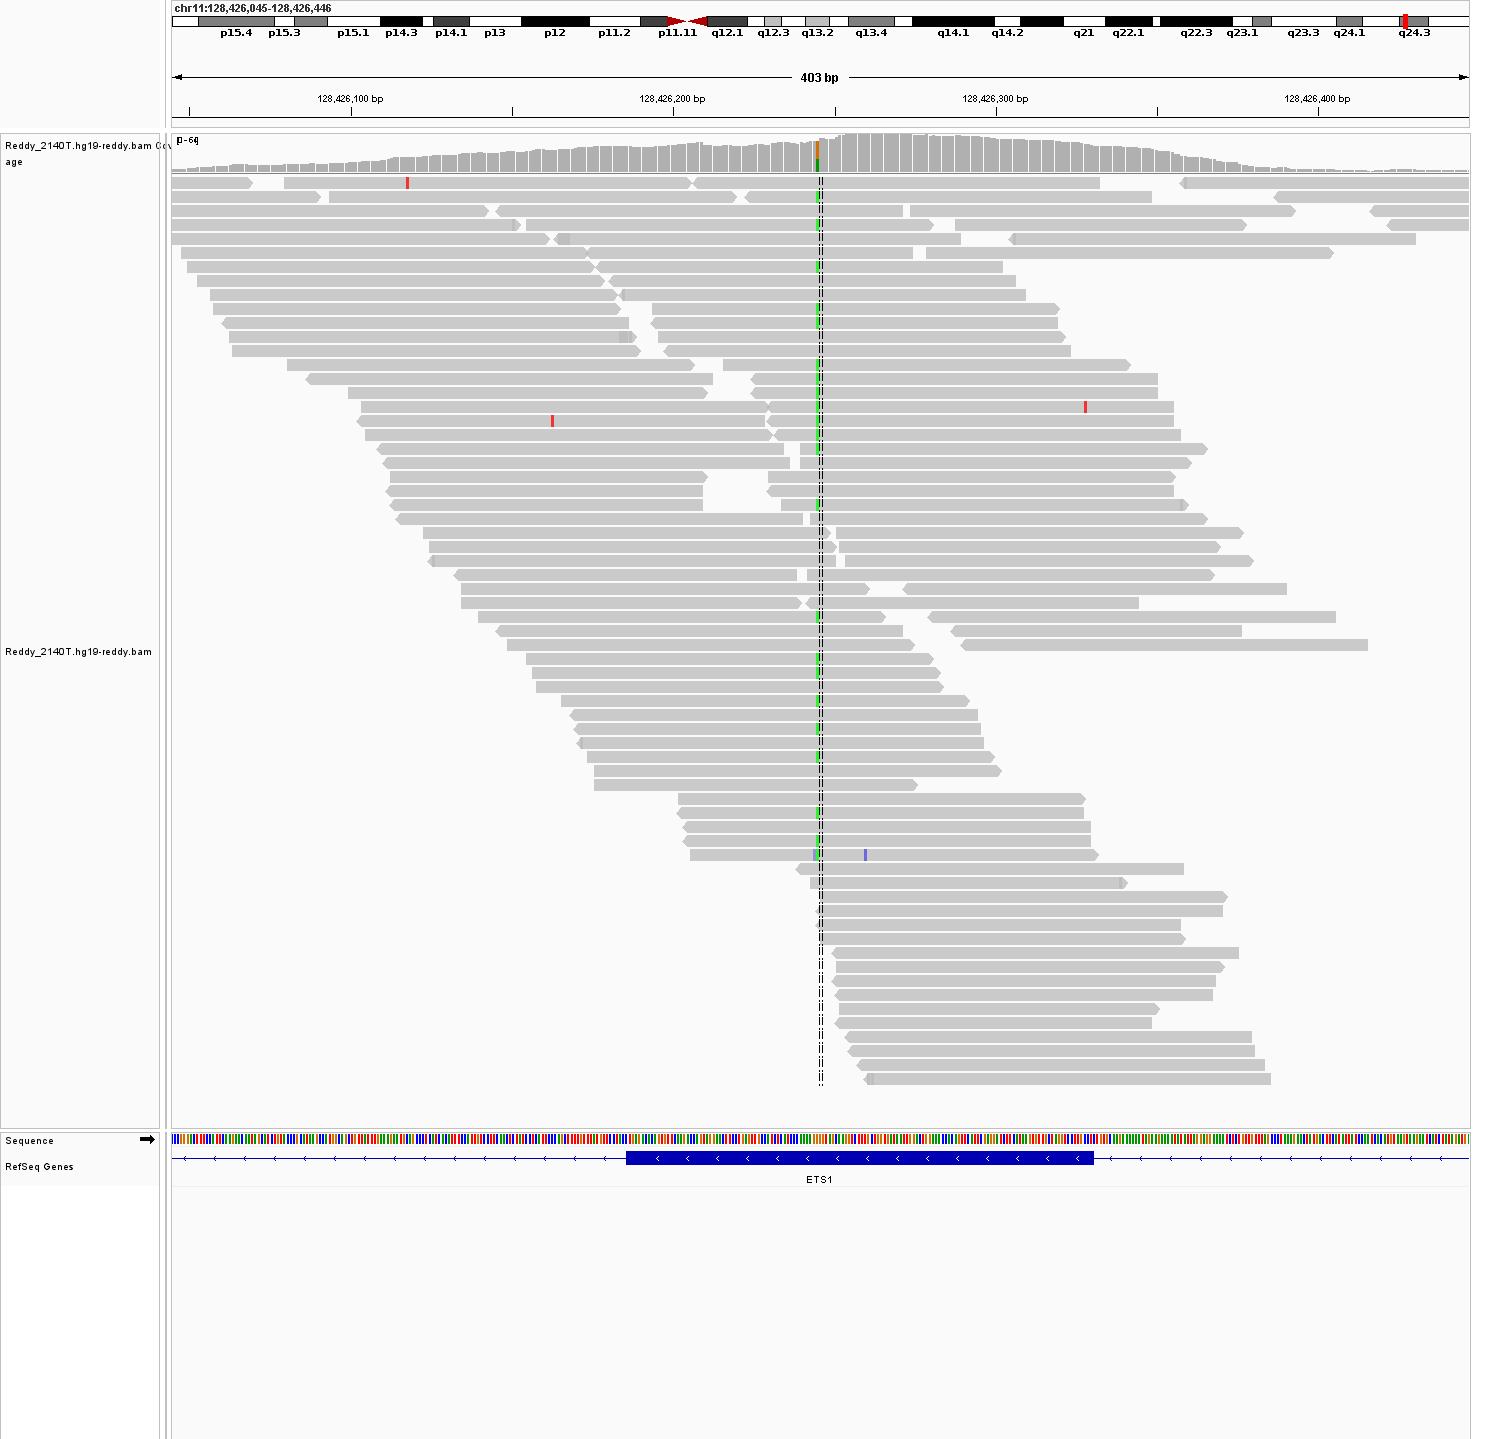 chr11:128,426,045-128,426,446
p15.4 p15.3 p15.1 p14.3 p14.1 p13 p12 p11.2 p11.11 q12.1 q12.3 q13.2 q13.4 q14.1 q14.2 q21 q22.1 q22.3 q23.1 q23.3 q24.1 q24.3
403 bp
128,426,100 bp 128,426,200 bp 128,426,300 bp 128,426,400 bp
Reddy_2140T.hg19-reddy.bam
age
Reddy_2140T.hg19-reddy.bam
Sequence
RefSeq Genes
ETS1